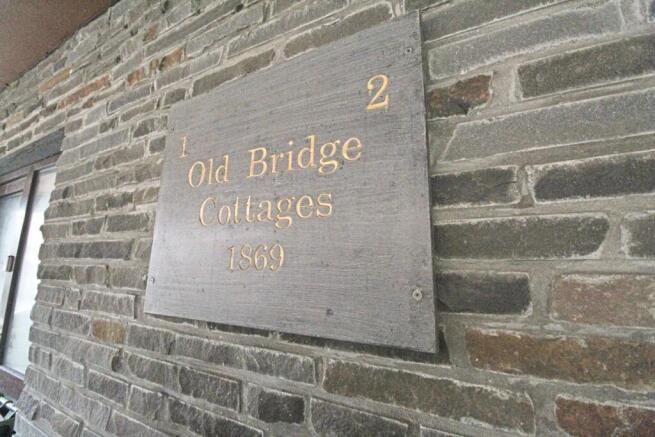 1 2
Old Bridge
Cottages
1869